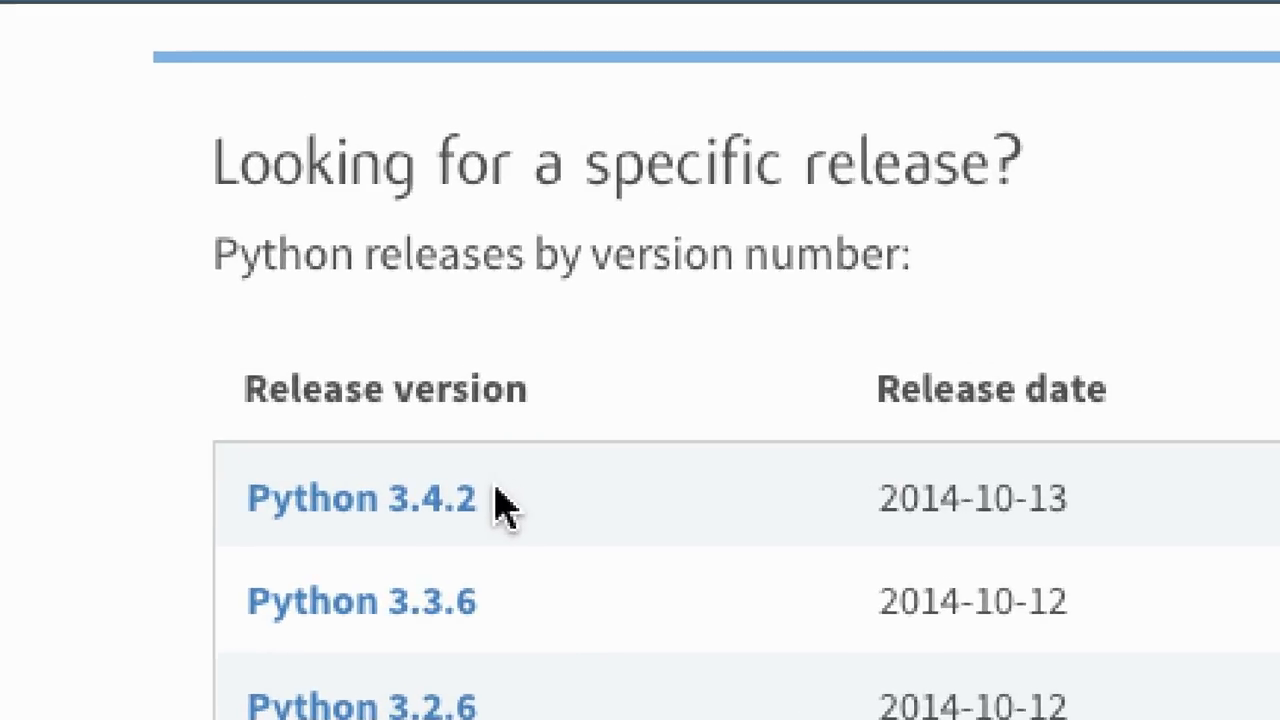 Looking for a specific release?
Python releases by version number:
Release version Release date
Python 3.4.2 2014-10-13
Python 3.3.6 2014-10-12
Python 3.2.6 2014-10-12